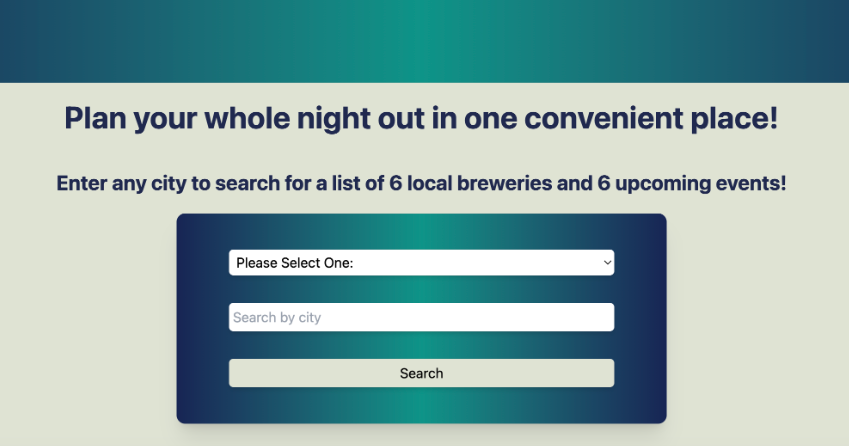 Plan your whole night out in one convenient place!
Enter any city to search for a list of 6 local breweries and 6 upcoming events!
Please Select One:
Search by city
Search